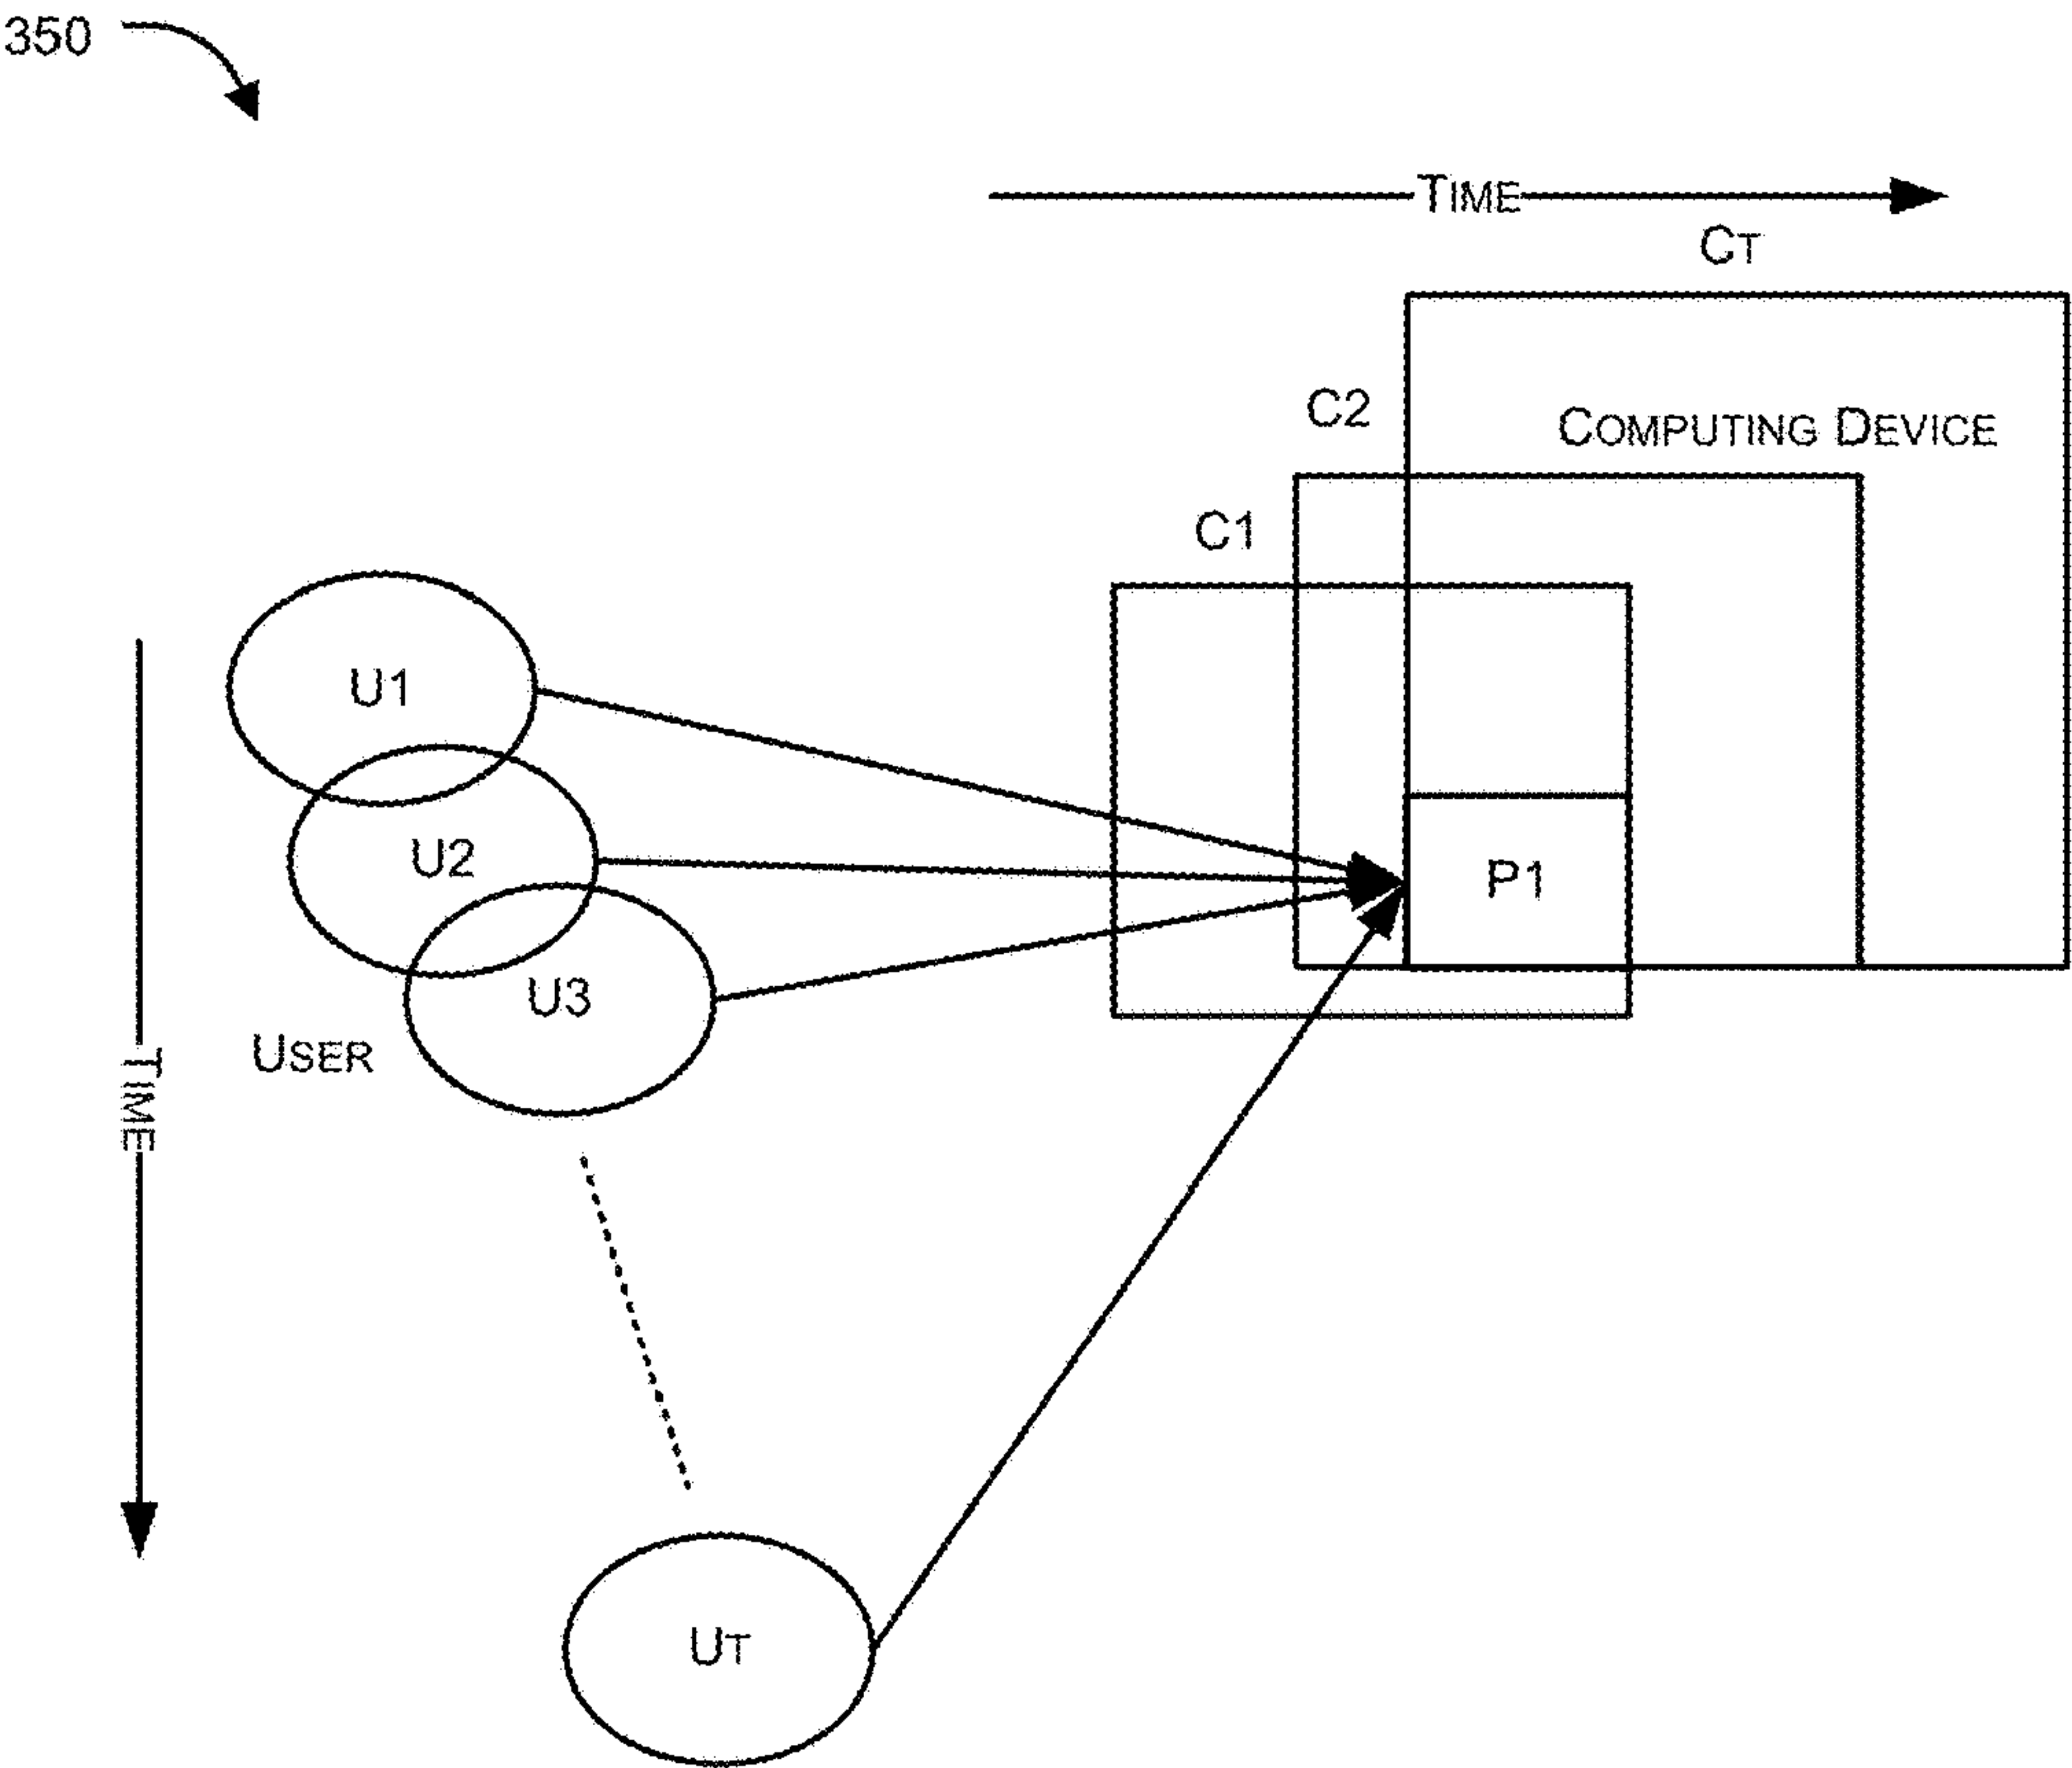 350
TIME
CT
C2
COMPUTING DEVICE
C1
U1
U2
P1
U3
USER
TIME
UT